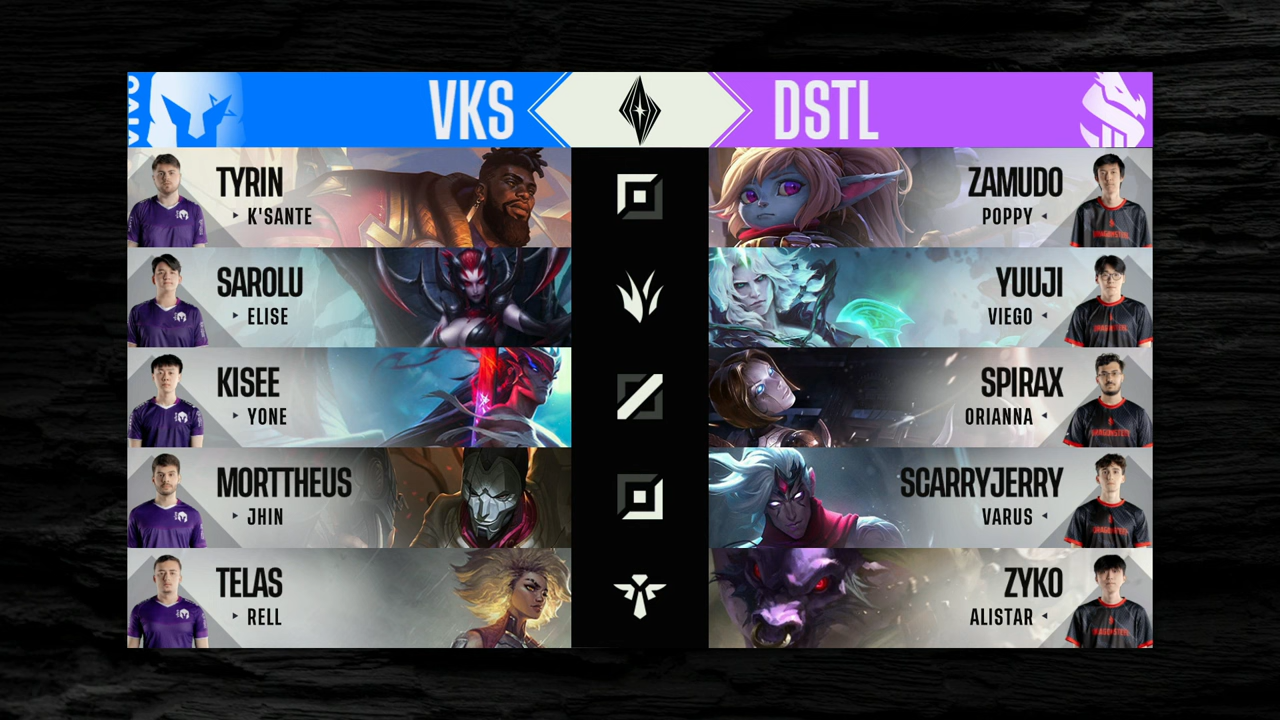 VKS
DSTL
TYRIN
K'SANTE
ZAMUDO
POPPY
SAROLU
ELISE
YUUJI
VIEGO
KISEE
YONE
SPIRAX
ORIANNA
MORTTHEUS
JHIN
SCARRYJERRY
VARUS
TELAS
RELL
ZYKO
ALISTAR